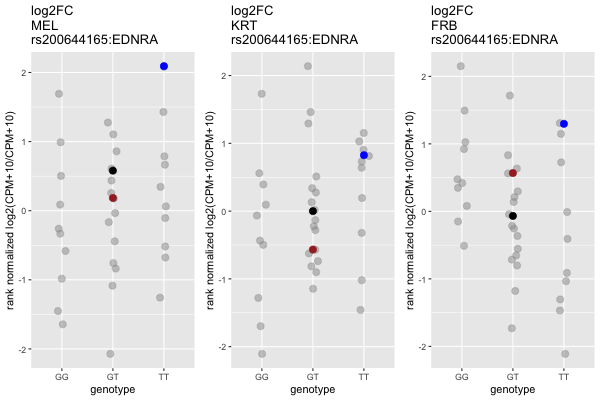 log2FC
MEL
rs200644165:EDNRA
rank normalized log2(CPM+10/CPM+10)
2
1
0
-1
-2
GG
GT
TT
genotype
log2FC
KRT
rs200644165:EDNRA
rank normalized log2(CPM+10/CPM+10)
2
1
0
-1
-2
GG
GT
TT
genotype
log2FC
FRB
rs200644165:EDNRA
rank normalized log2(CPM+10/CPM+10)
2
1
0
-1
-2
GG
GT
TT
genotype